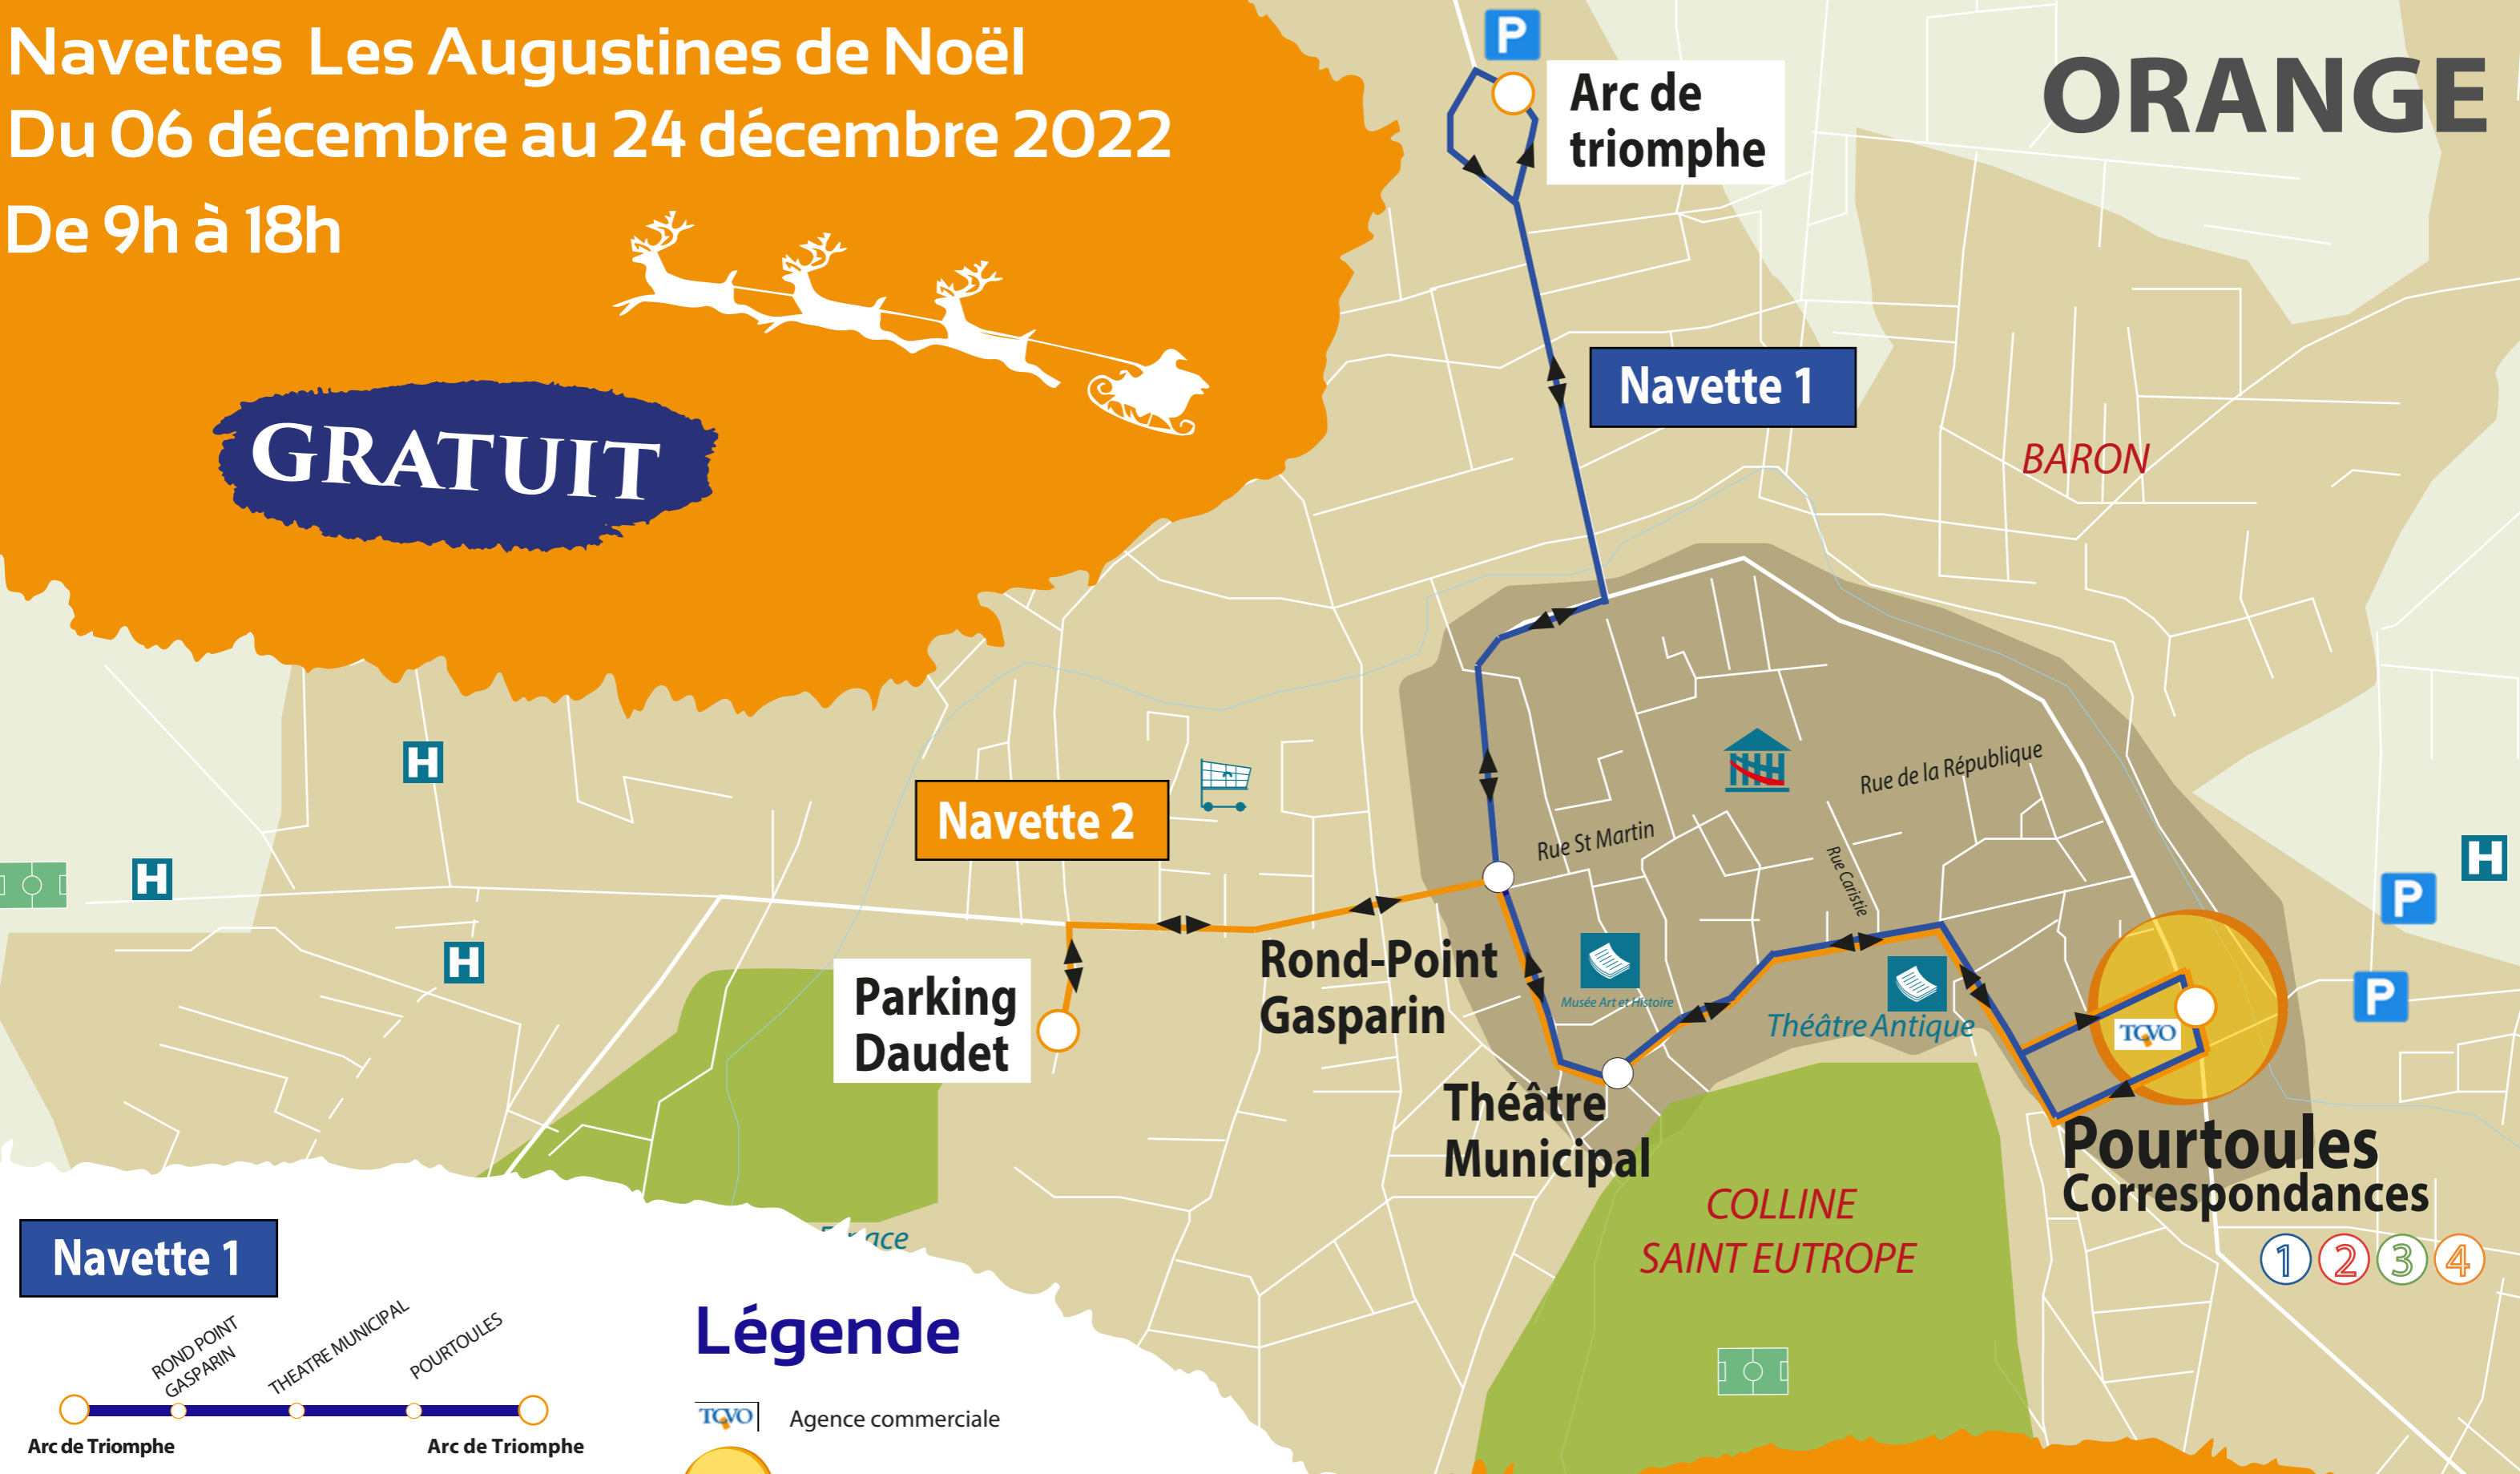 Navettes Les Augustines de Noël
Du 06 décembre au 24 décembre 2022
De 9h à 18h
GRATUIT
ORANGE
P
Arc de
triomphe
Navette 1
BARON
H
Navette 2
Rue de la République
Rue St Martin
Rue Caristie
H
H
P
H
H
P
Parking
Daudet
Rond-Point
Gasparin
Musée Art et Histoire
Théâtre Antique
TCVO
Théâtre
Municipal
Pourtoules
Correspondances
1 2 3 4
COLLINE
SAINT EUTROPE
Navette 1
ROND POINT
GASPARIN
THEATRE MUNICIPAL
POURTOULES
Arc de Triomphe
Arc de Triomphe
Légende
TCVO
Agence commerciale